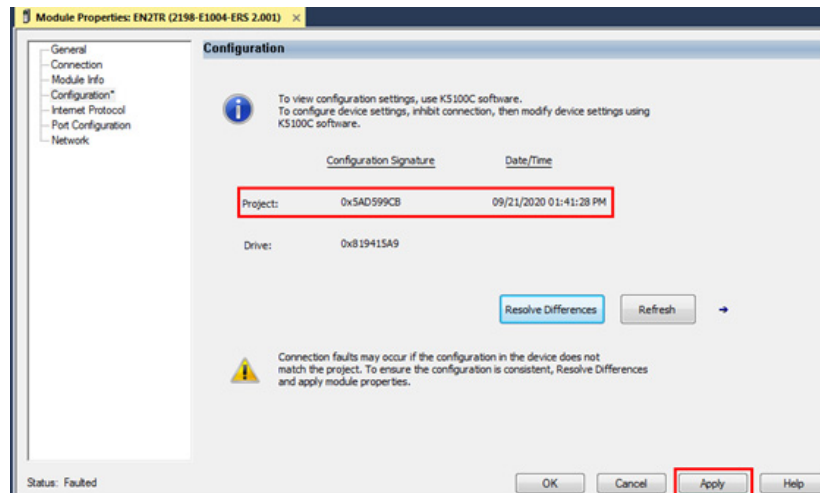 Module Properties: EN2TR (2198-E1004-ERS 2.001) ×
General
Connection
Module Info
Configuration*
Internet Protocol
Port Configuration
Network
Configuration
To view configuration settings, use K5100C software.
To configure device settings, inhibit connection, then modify device settings using
K5100C software.
Configuration Signature Date/Time
Project: 0x5AD599CB 09/21/2020 01:41:28 PM
Drive: 0x819415A9
Resolve Differences Refresh
Connection faults may occur if the configuration in the device does not
match the project. To ensure the configuration is consistent, Resolve Differences
and apply module properties.
Status: Faulted
OK Cancel Apply Help